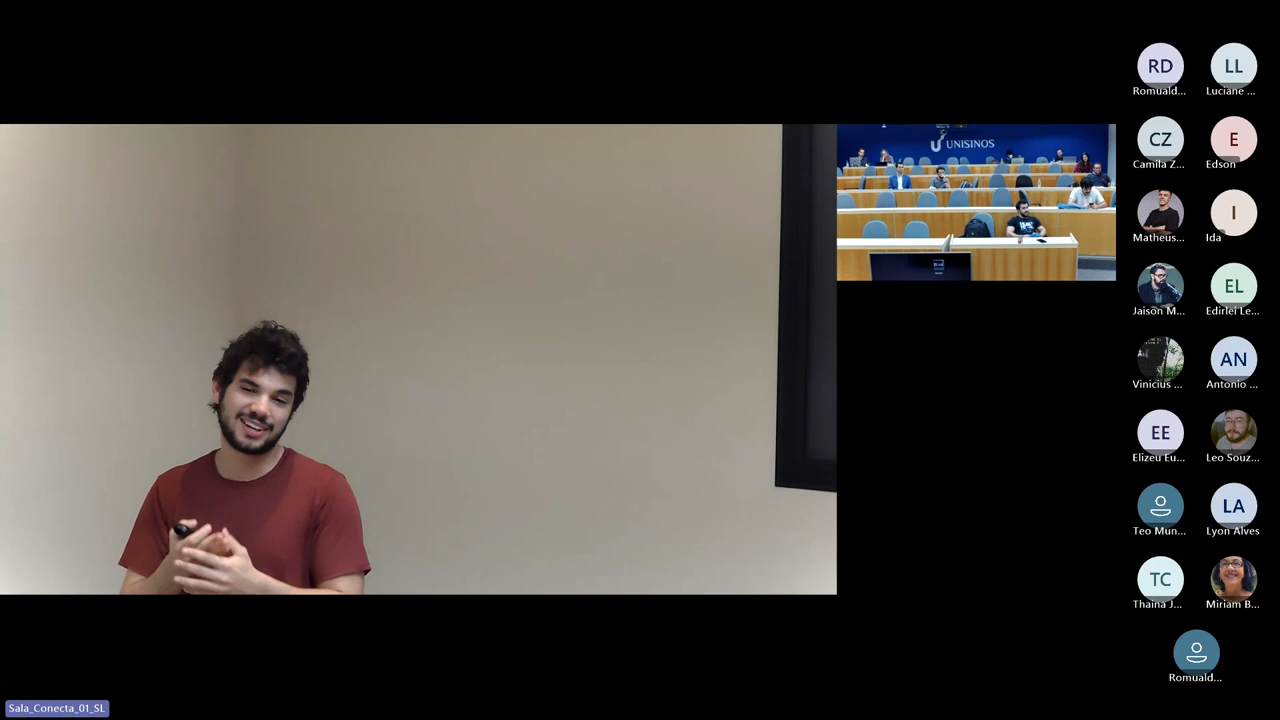 RD
LL
Romuald...
Luciane ...
CZ
E
Camila Z...
Edson
I
Matheus...
Ida
EL
Jaison M...
Edirlei Le...
AN
Vinicius ...
Antonio ...
EE
Elizeu Eu...
Leo Souz...
LA
Teo Mun...
Lyon Alves
TC
Thaina J...
Miriam B...
Romuald...
UNISINOS
Sala_Conecta_01_SL